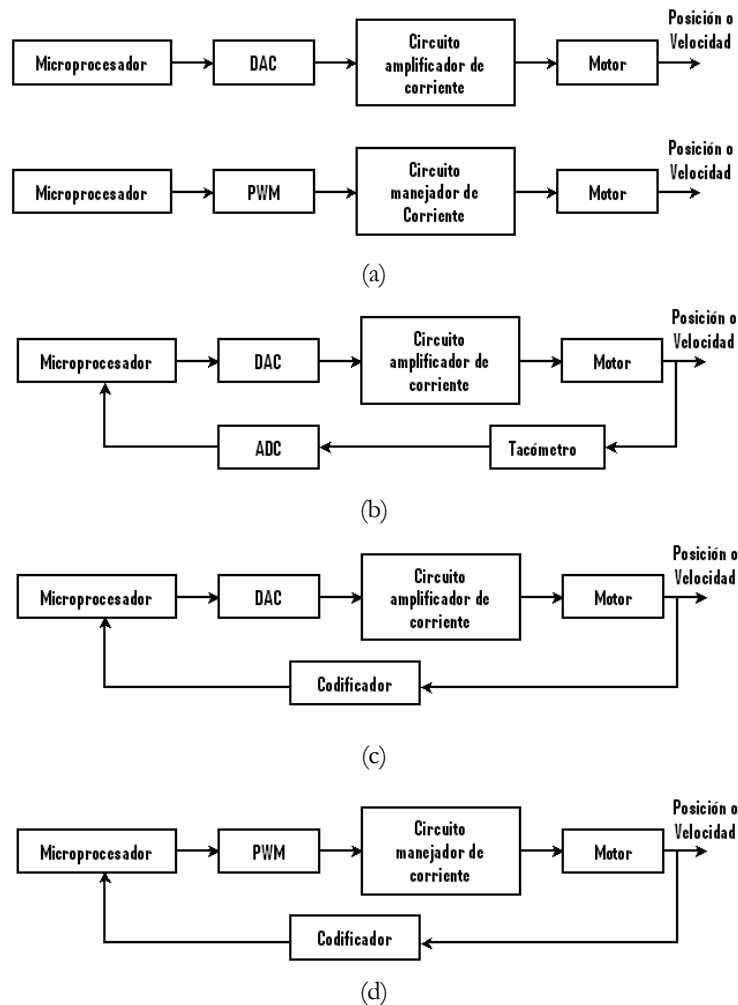 Posición o
Velocidad
Microprocesador
DAC
Circuito
amplificador de
corriente
Motor
Posición o
Velocidad
Microprocesador
PWM
Circuito
manejador de
Corriente
Motor
(a)
Posición o
Velocidad
Microprocesador
DAC
Circuito
amplificador de
corriente
Motor
ADC
Tacómetro
(b)
Posición o
Velocidad
Microprocesador
DAC
Circuito
amplificador de
corriente
Motor
Codificador
(c)
Posición o
Velocidad
Microprocesador
PWM
Circuito
manejador de
corriente
Motor
Codificador
(d)